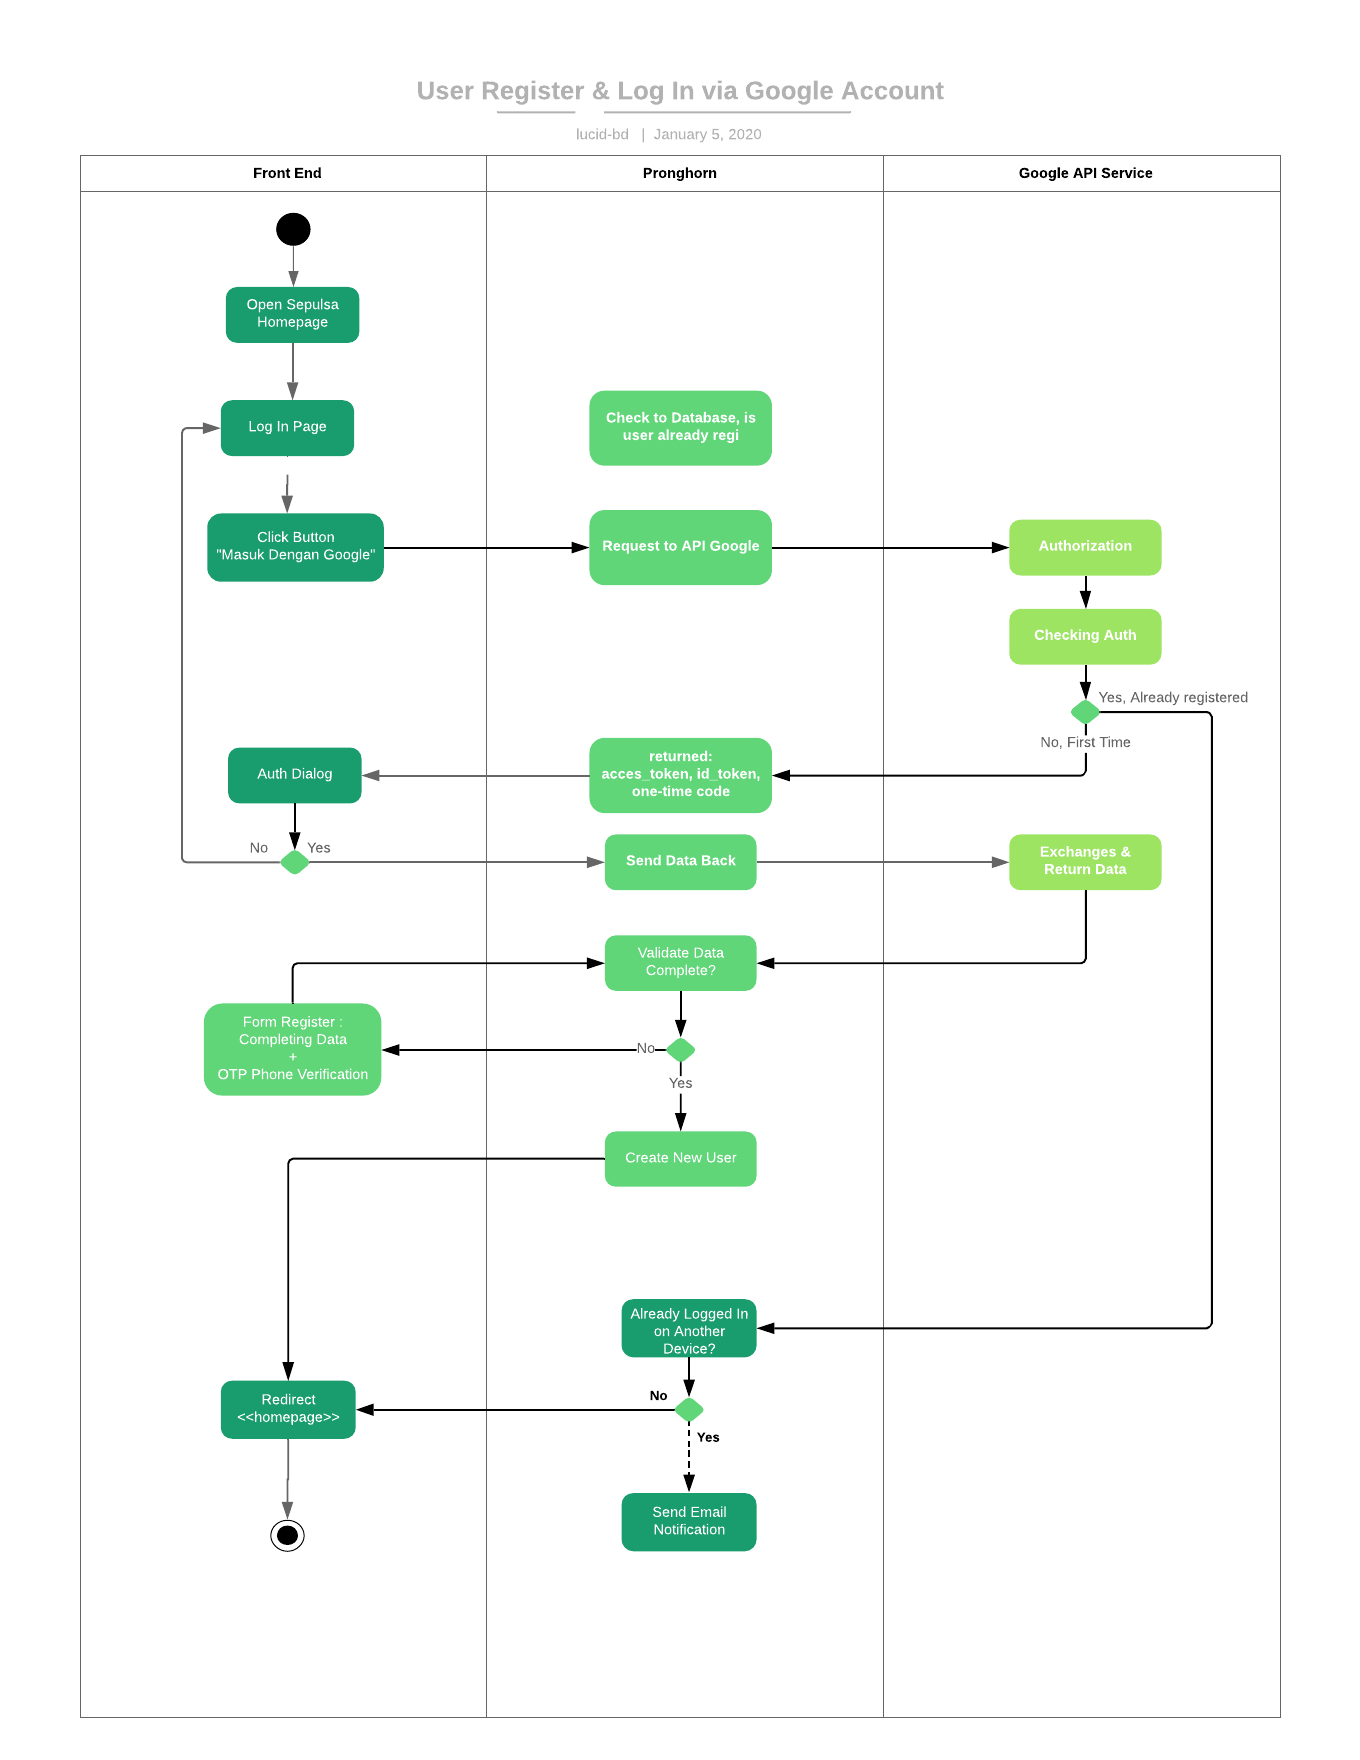 User Register & Log In via Google Account
lucid-bd | January 5, 2020
Front End
Pronghorn
Google API Service
Open Sepulsa
Homepage
Log In Page
Check to Database, is
user already regi
Click Button
"Masuk Dengan Google"
Request to API Google
Authorization
Checking Auth
Yes, Already registered
No, First Time
Auth Dialog
returned:
acces_token, id_token,
one-time code
No
Yes
Send Data Back
Exchanges &
Return Data
Validate Data
Complete?
Form Register :
Completing Data
+
OTP Phone Verification
No
Yes
Create New User
Already Logged In
on Another
Device?
Redirect
<<homepage>>
No
Yes
Send Email
Notification